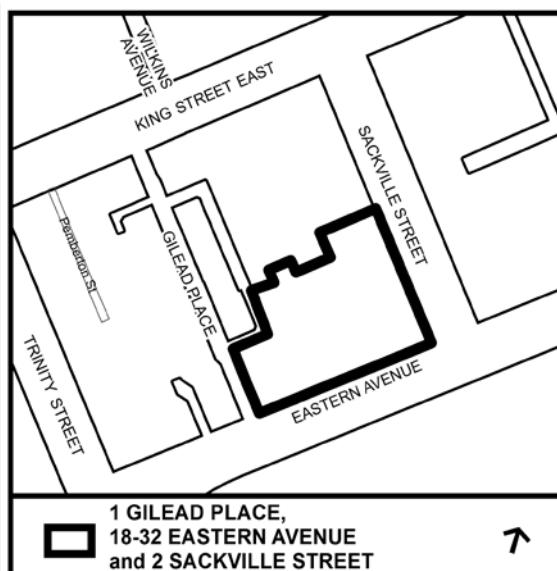 WILKINS
AVENUE
KING STREET EAST
SACKVILLE STREET
Pemberton St
GILEAD PLACE
TRINITY STREET
EASTERN AVENUE
1 GILEAD PLACE,
18-32 EASTERN AVENUE
and 2 SACKVILLE STREET